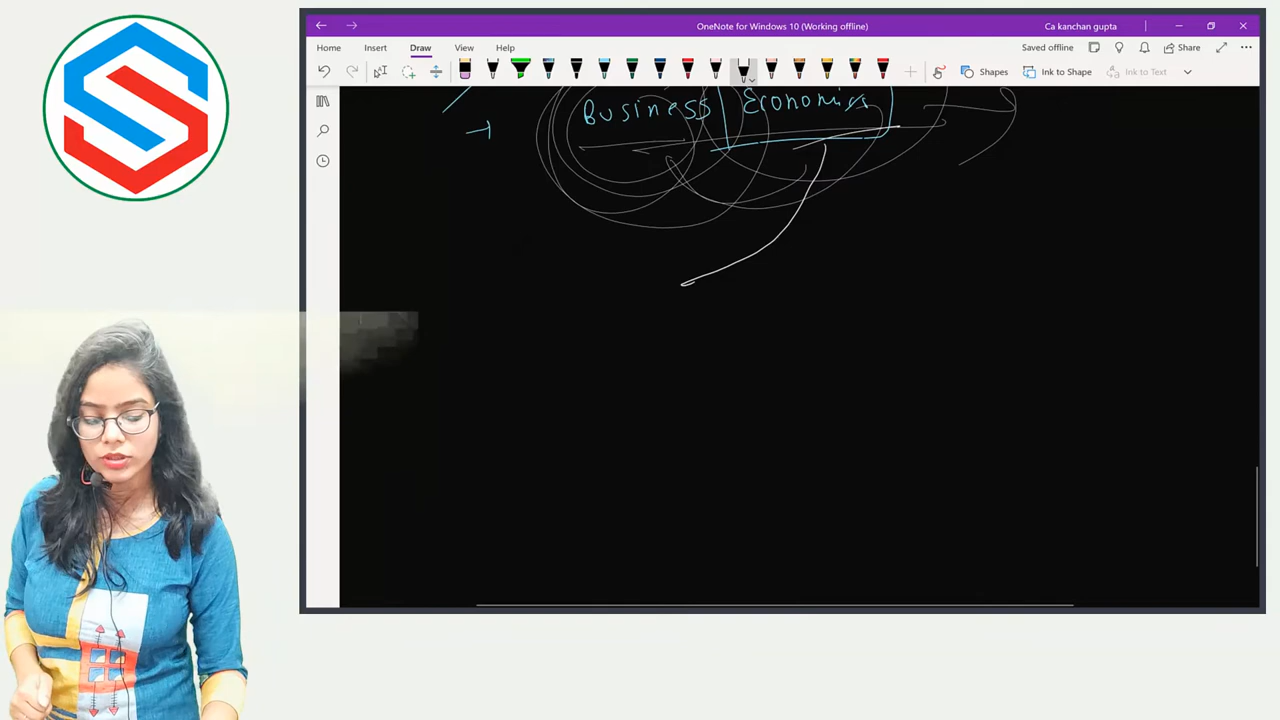 OneNote for Windows 10 (Working offline)
Ca kanchan gupta
Home Insert Draw View Help
Saved offline
Share
Shapes
Ink to Shape
Ink to Text
Business Economics